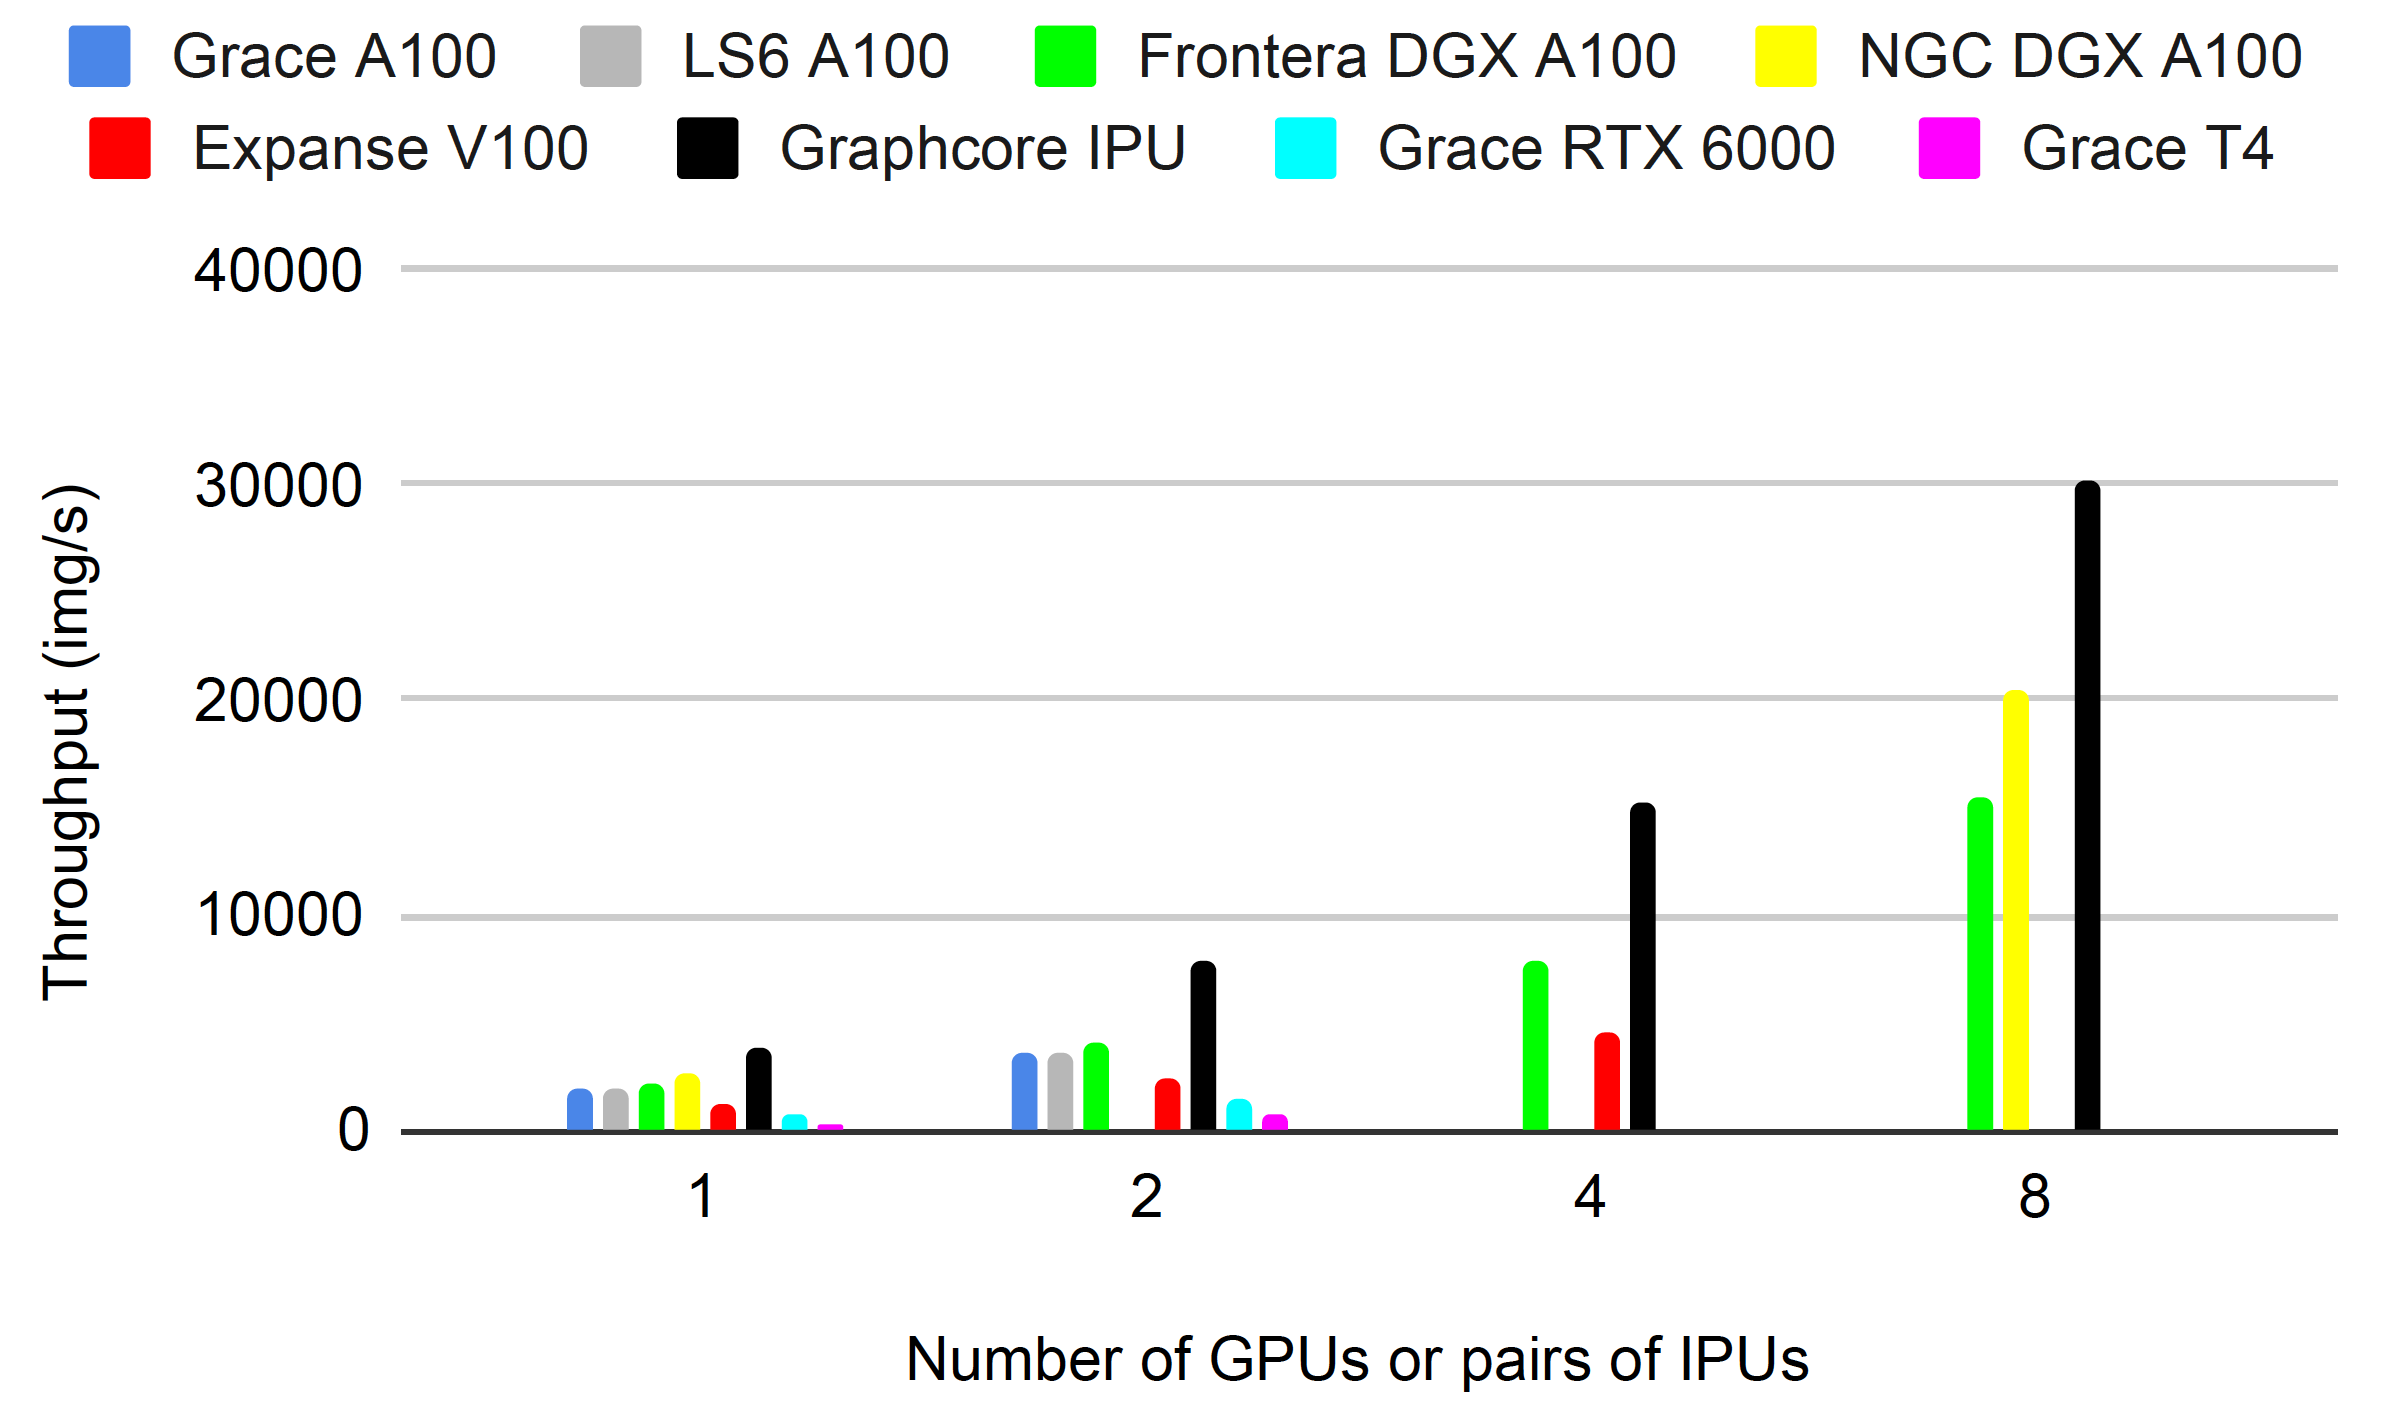 Grace A100 LS6 A100 Frontera DGX A100 NGC DGX A100
Expanse V100 Graphcore IPU Grace RTX 6000 Grace T4
40000
30000
20000
10000
0
Throughput (img/s)
1 2 4 8
Number of GPUs or pairs of IPUs